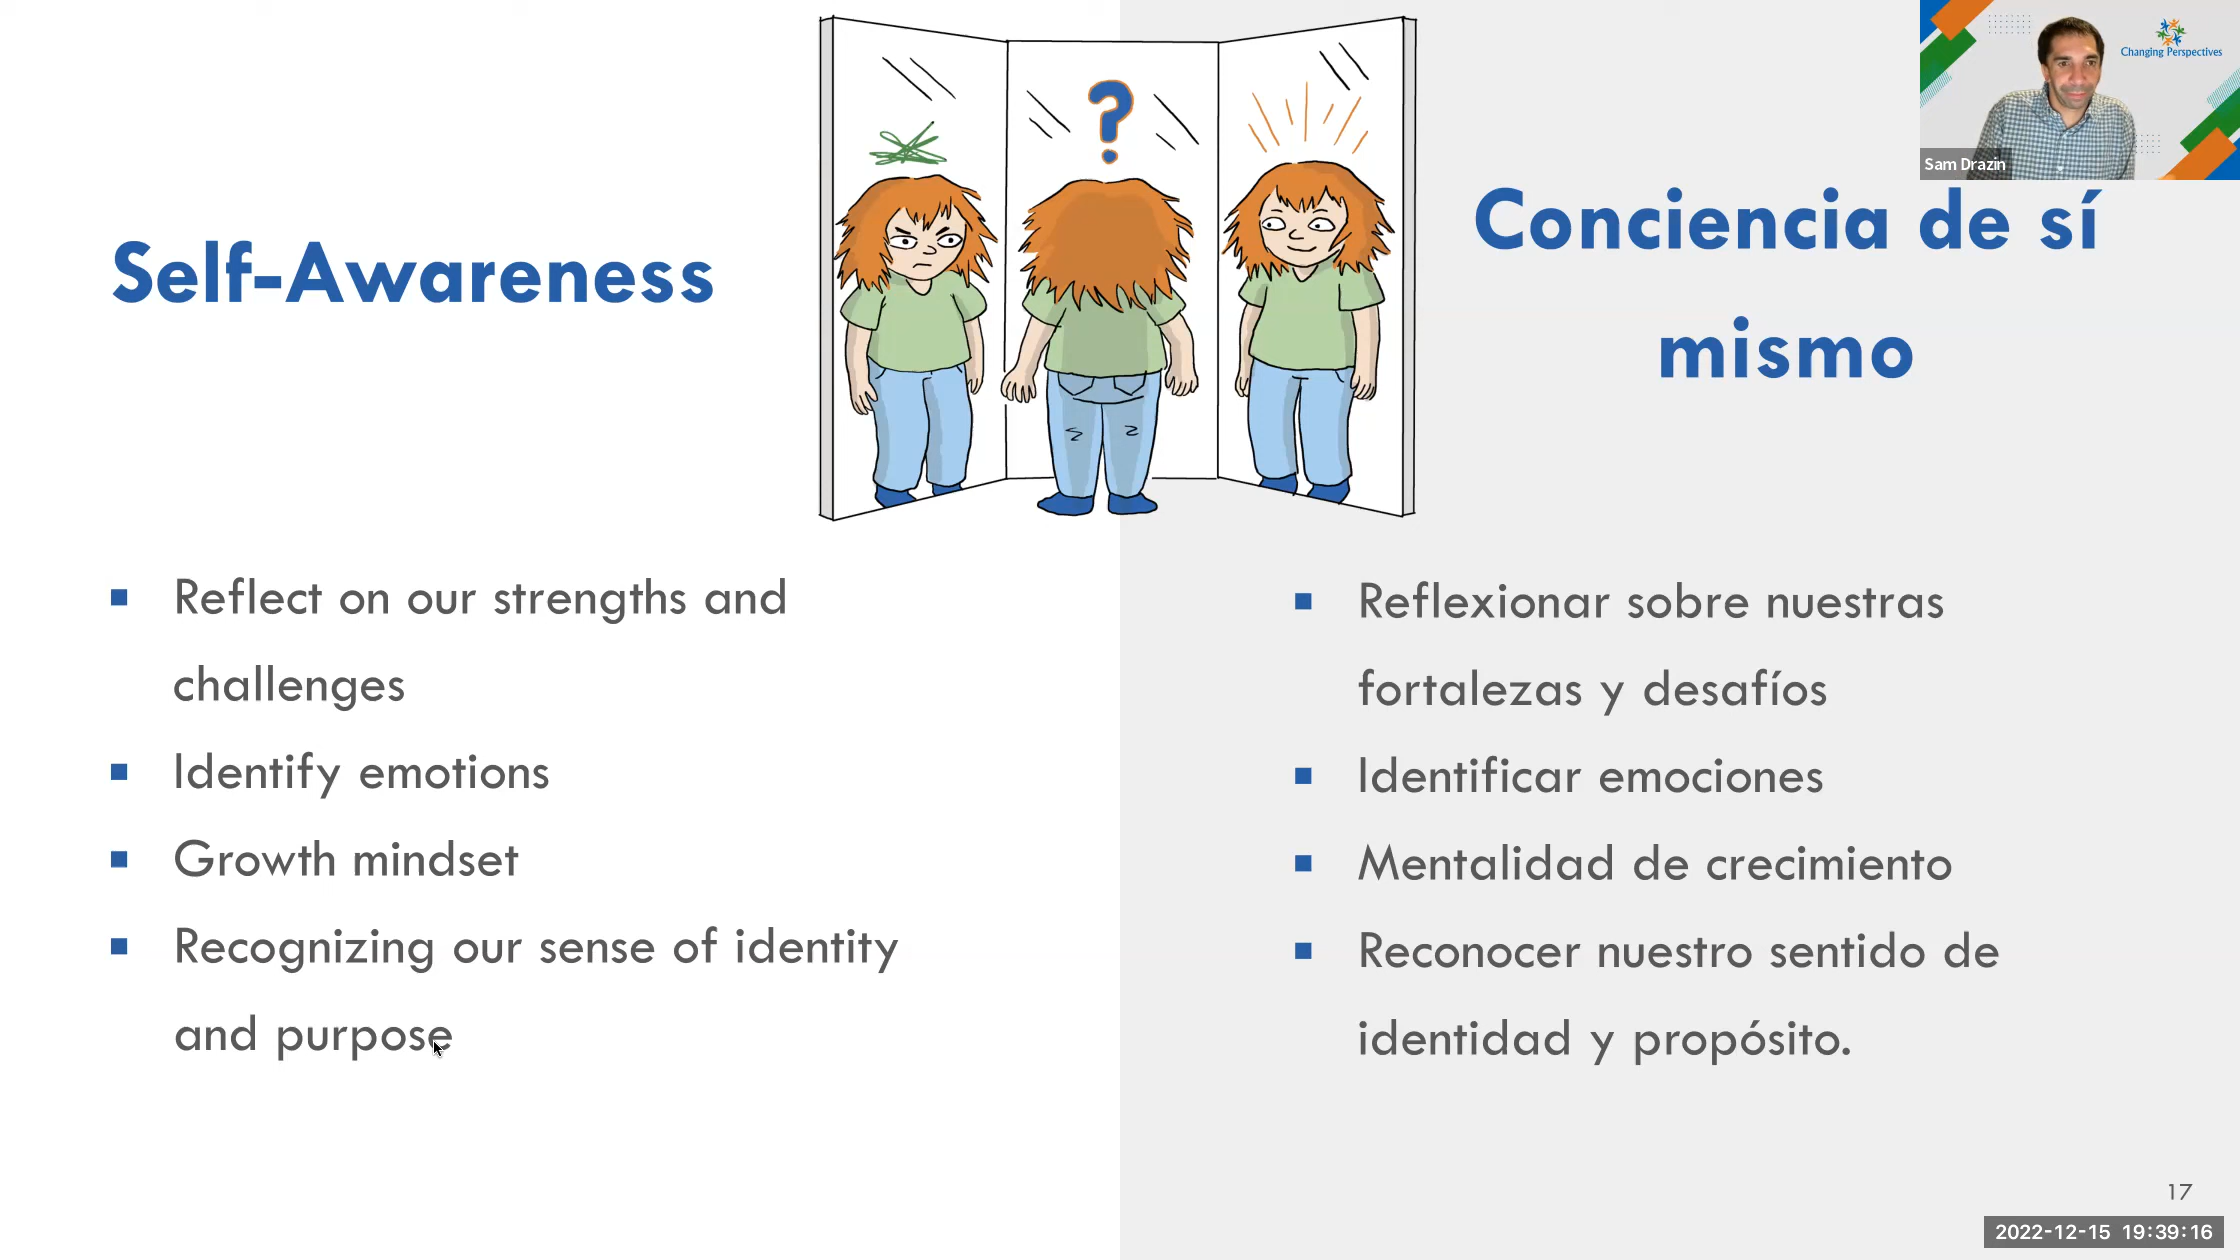 Self-Awareness
?
Reflect on our strengths and
challenges
Identify emotions
Growth mindset
Recognizing our sense of identity
and purpose
Changing Perspectives
Sam Drazin
Conciencia de sí
mismo
Reflexionar sobre nuestras
fortalezas y desafíos
Identificar emociones
Mentalidad de crecimiento
Reconocer nuestro sentido de
identidad y propósito.
17
2022-12-15 19:39:16